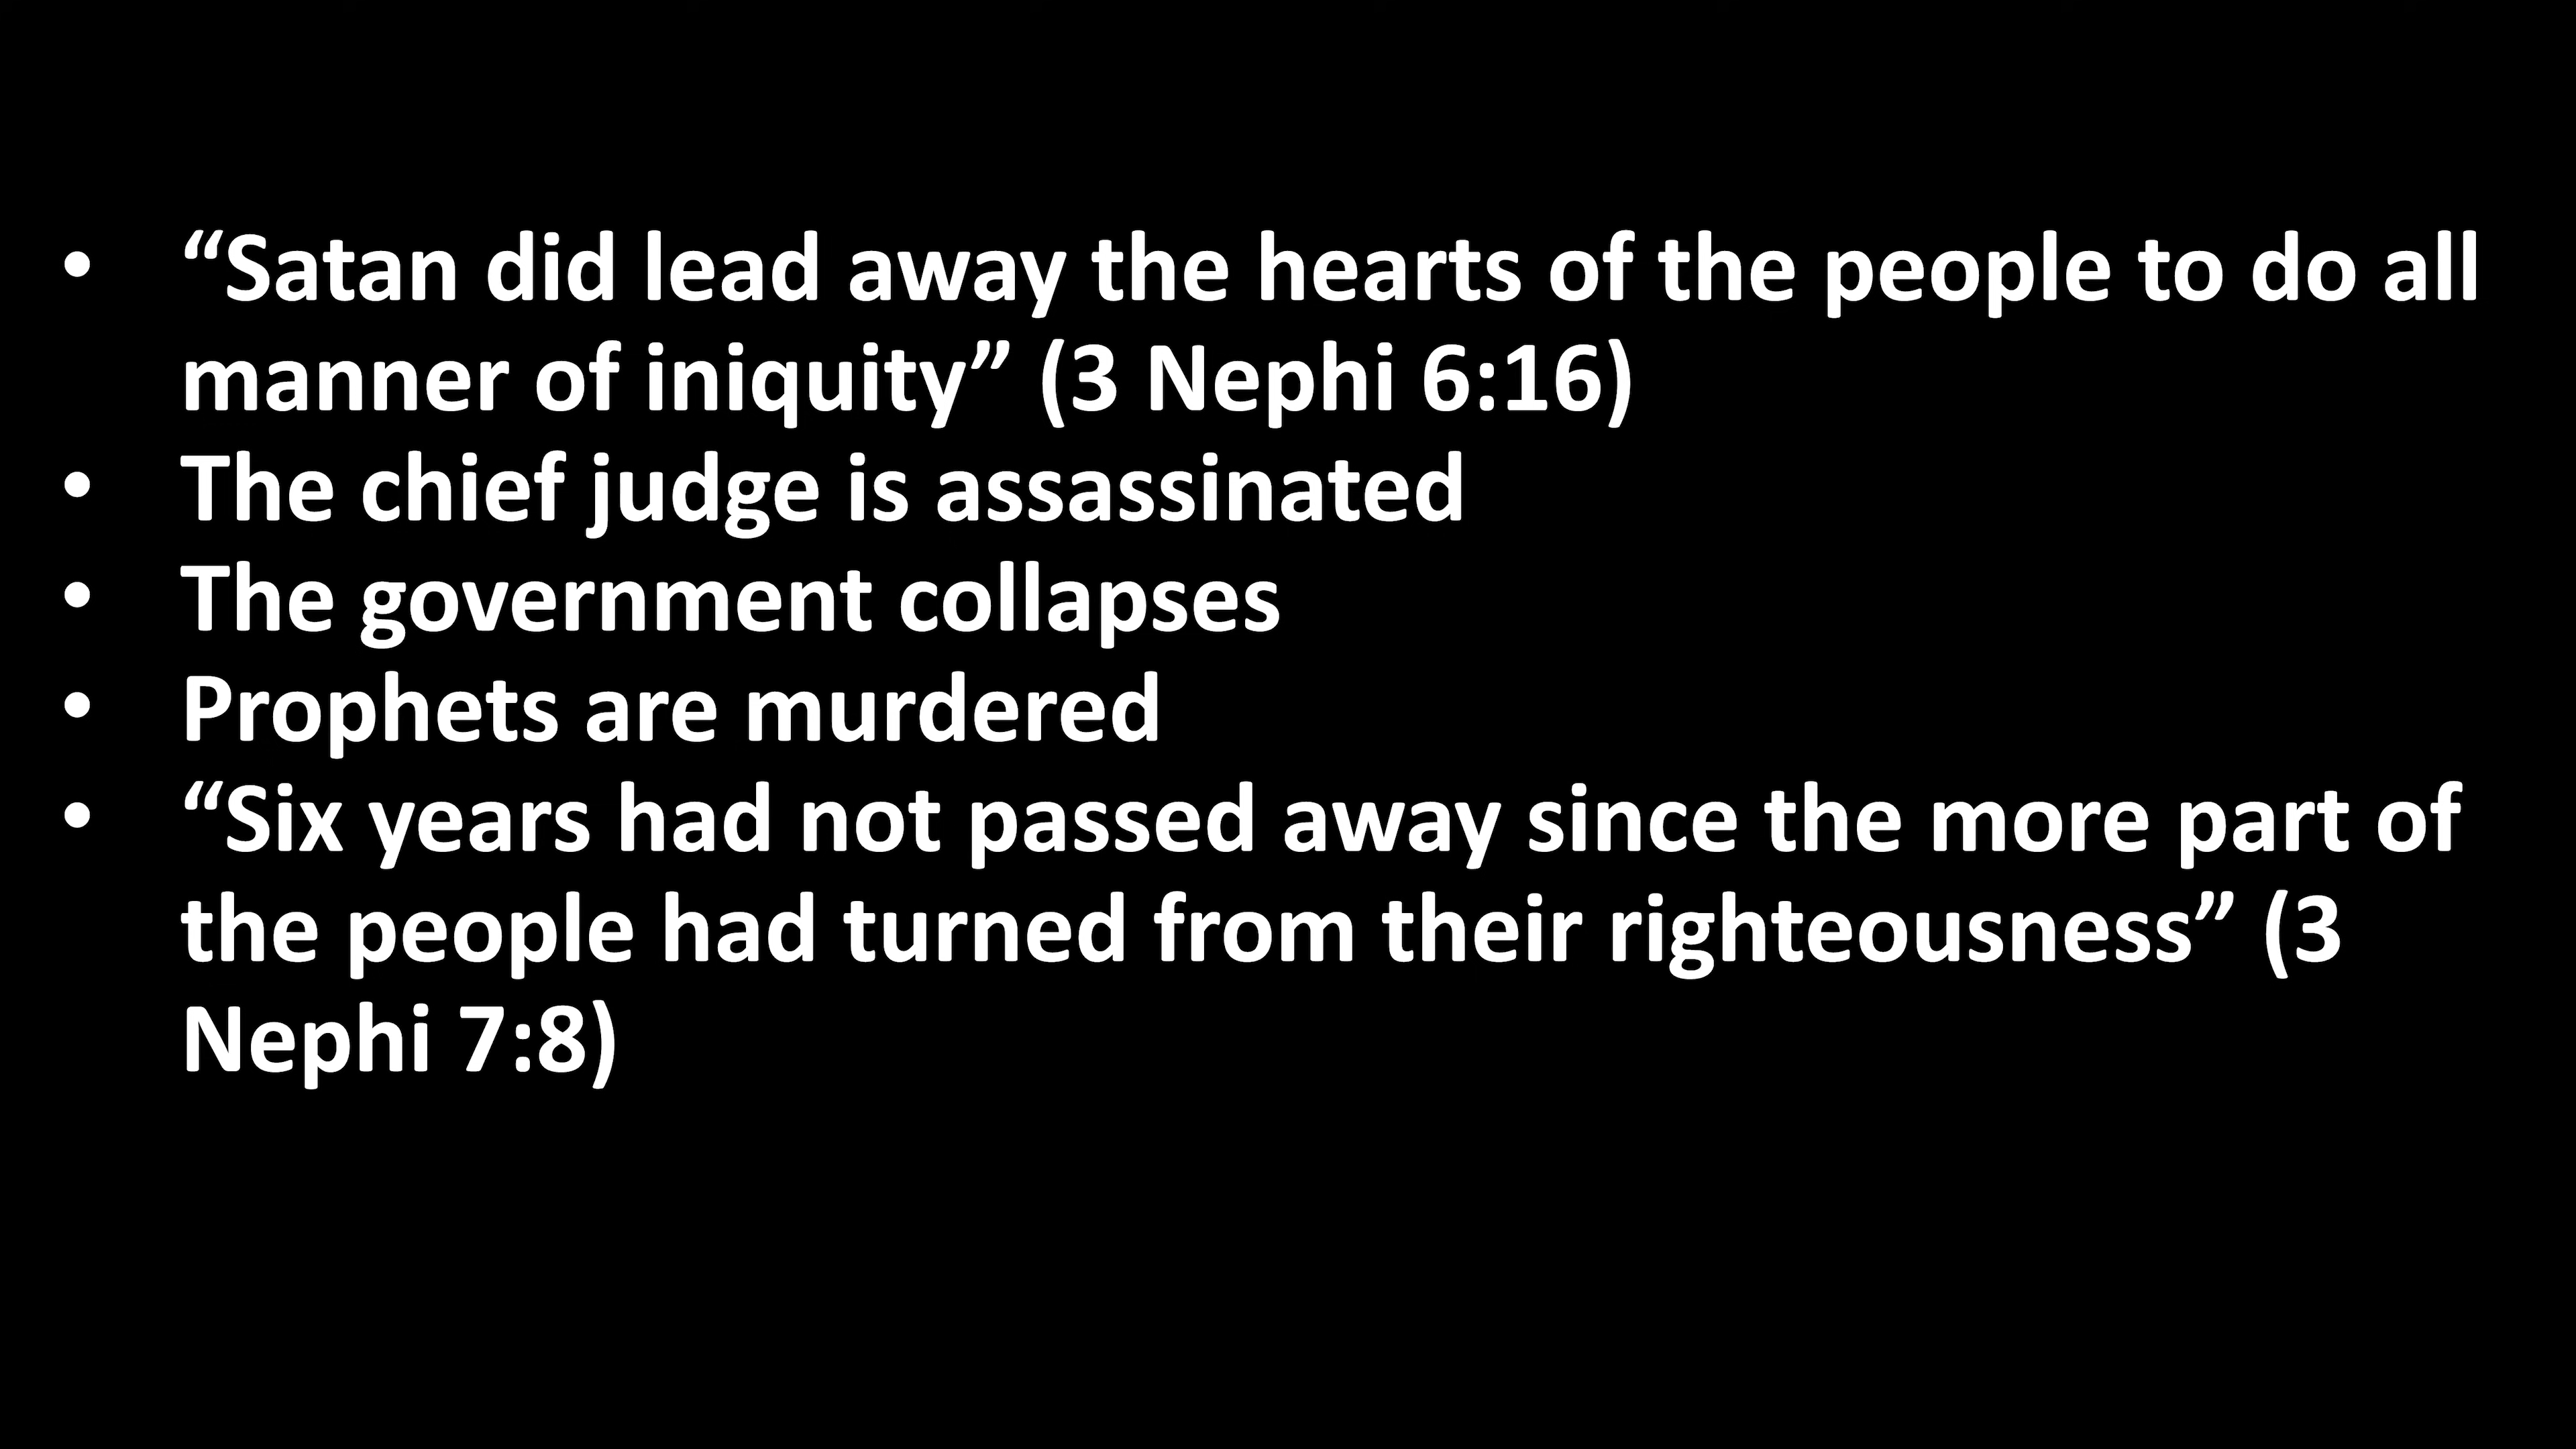 • “Satan did lead away the hearts of the people to do all
manner of iniquity” (3 Nephi 6:16)
• The chief judge is assassinated
• The government collapses
• Prophets are murdered
• “Six years had not passed away since the more part of
the people had turned from their righteousness” (3
Nephi 7:8)